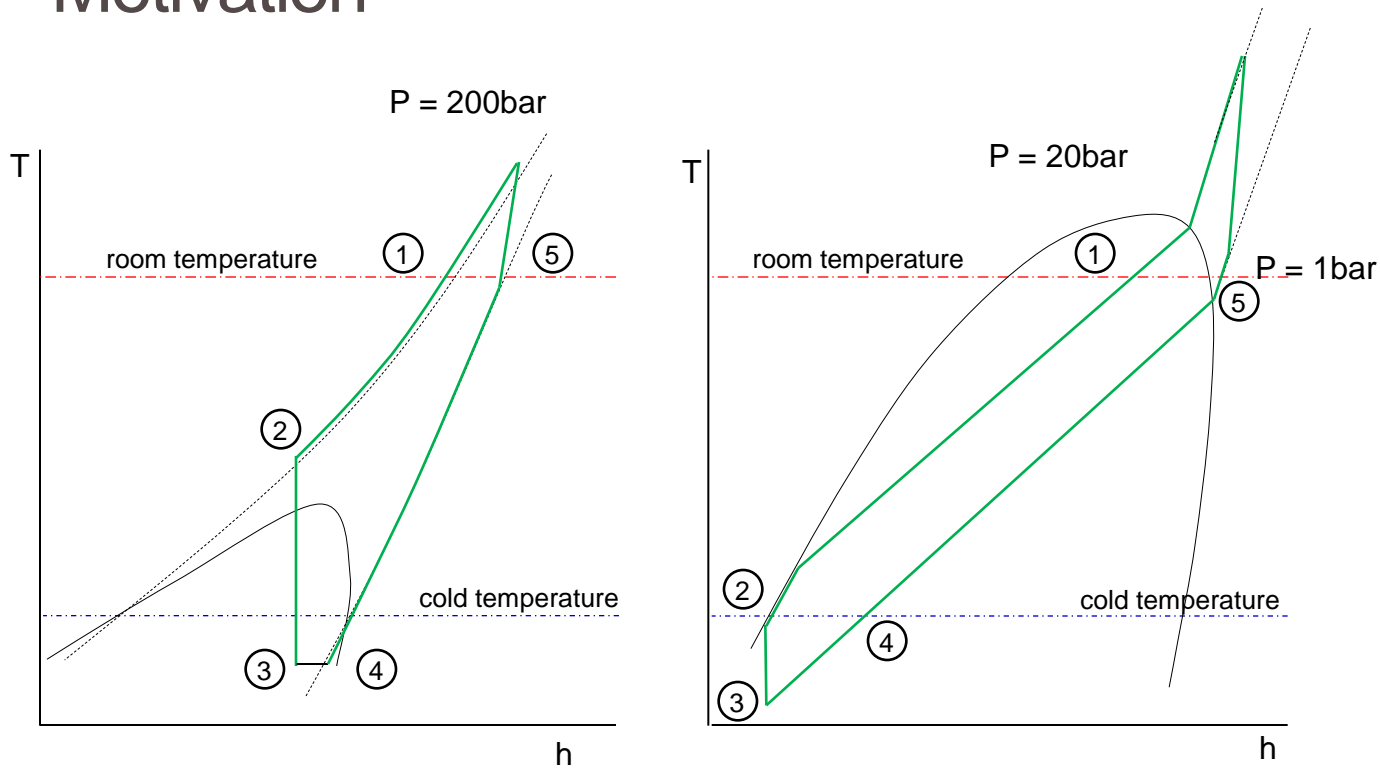 Motivation
P = 200bar
T
room temperature
1
5
2
cold temperature
3
4
h
P = 20bar
T
room temperature
1
P = 1bar
5
2
cold temperature
4
3
h